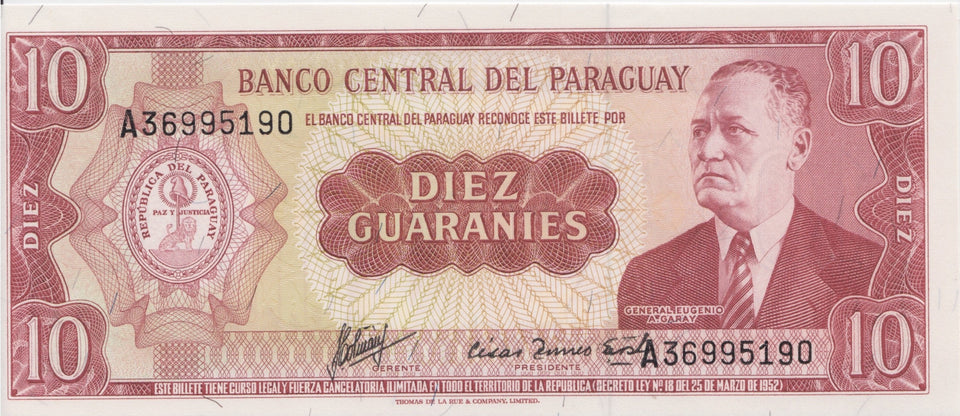 10
10
BANCO CENTRAL DEL PARAGUAY
A36995190
EL BANCO CENTRAL DEL PARAGUAY RECONOCE ESTE BILLETE POR
REPÚBLICA DEL PARAGUAY
PAZ Y JUSTICIA
DIEZ
GUARANIES
DIEZ
DIEZ
GENERAL EUGENIO
A. GARAY
10
10
GERENTE
PRESIDENTE
A36995190
ESTE BILLETE TIENE CURSO LEGAL Y FUERZA CANCELATORIA ILIMITADA EN TODO EL TERRITORIO DE LA REPUBLICA (DECRETO LEY Nº 18 DEL 25 DE MARZO DE 1952)
THOMAS DE LA RUE & COMPANY, LIMITED.